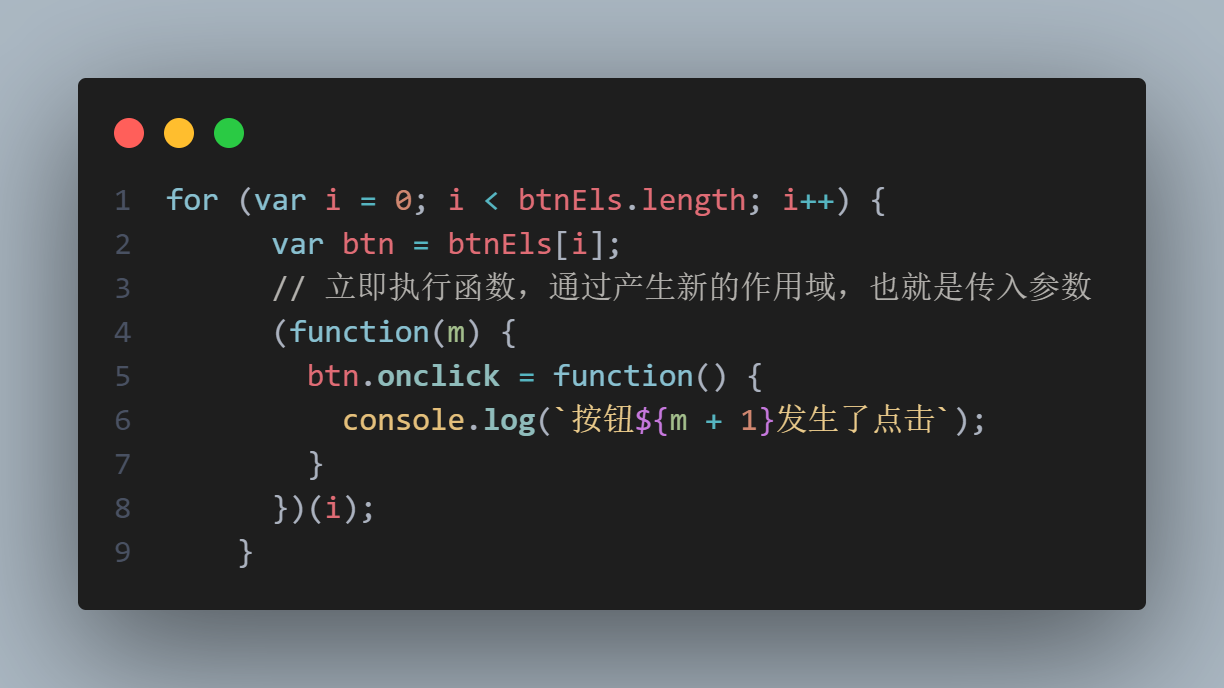 1 for (var i = 0; i < btnEls.length; i++) {
2 var btn = btnEls[i];
3 // 立即执行函数，通过产生新的作用域，也就是传入参数
4 (function(m) {
5 btn.onclick = function() {
6 console.log(`按钮${m + 1}发生了点击`);
7 }
8 })(i);
9 }